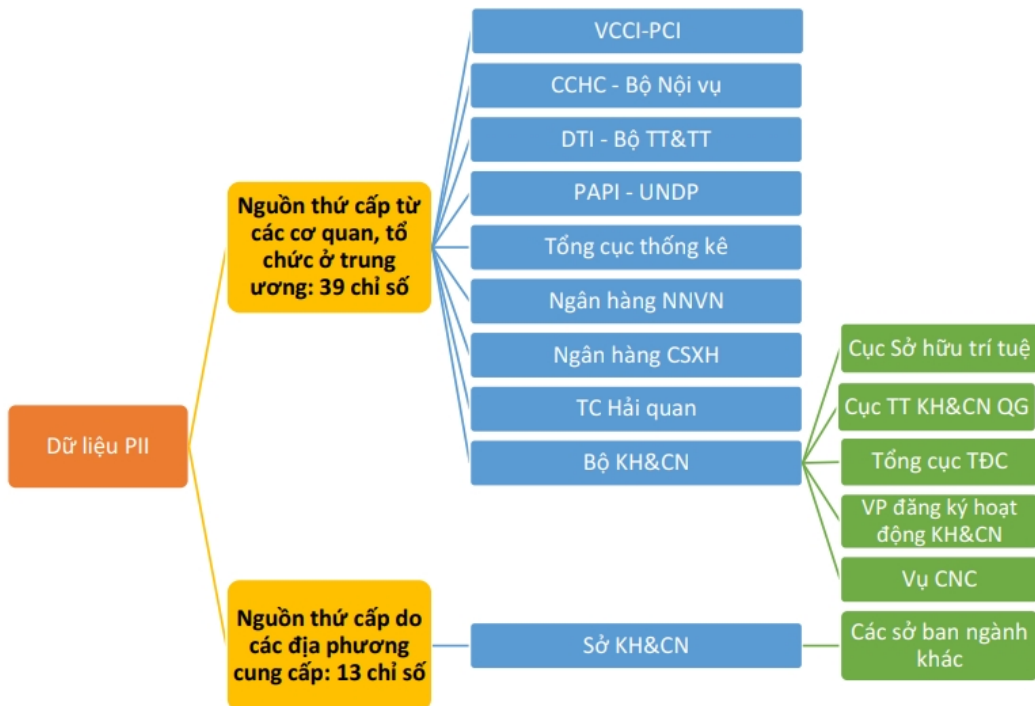 Dữ liệu PII
Nguồn thứ cấp từ
các cơ quan, tổ
chức ở trung
ương: 39 chỉ số
VCCI-PCI
CCHC - Bộ Nội vụ
DTI - Bộ TT&TT
PAPI - UNDP
Tổng cục thống kê
Ngân hàng NNVN
Ngân hàng CSXH
TC Hải quan
Bộ KH&CN
Cục Sở hữu trí tuệ
Cục TT KH&CN QG
Tổng cục TĐC
VP đăng ký hoạt
động KH&CN
Vụ CNC
Nguồn thứ cấp do
các địa phương
cung cấp: 13 chỉ số
Sở KH&CN
Các sở ban ngành
khác